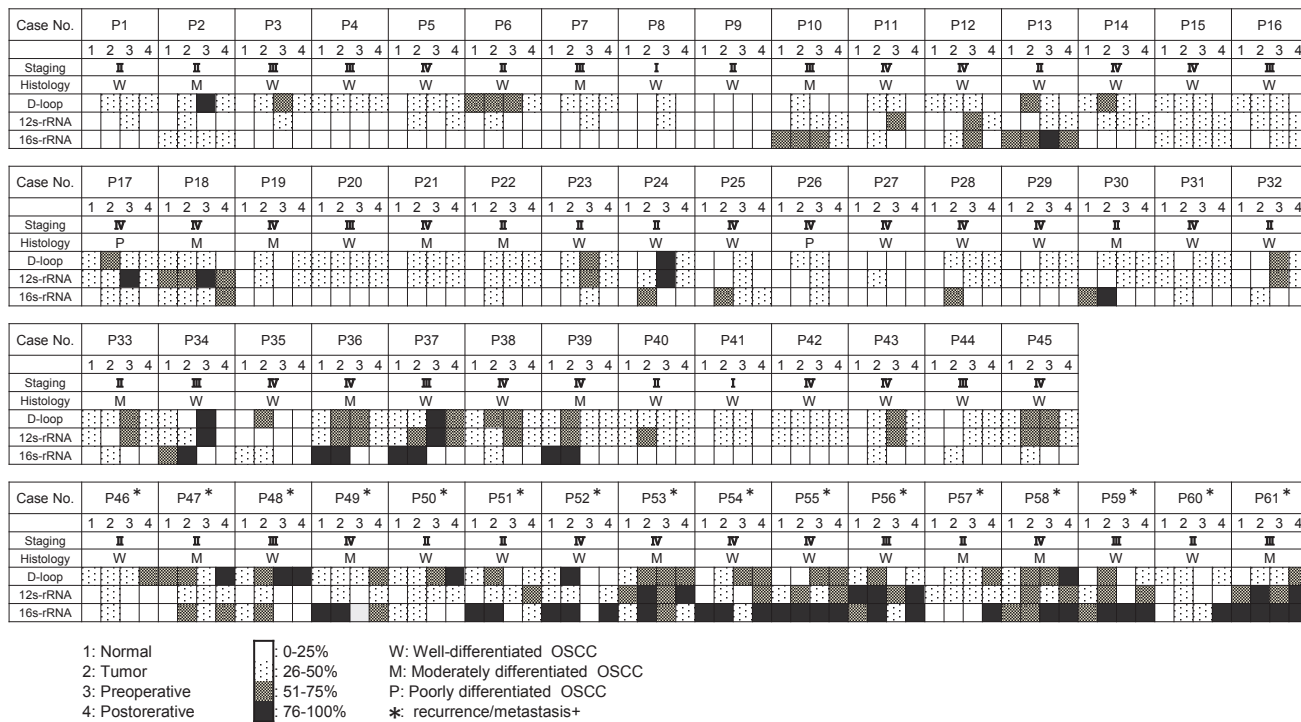 Case No. P1 P2 P3 P4 P5 P6 P7 P8 P9 P10 P11 P12 P13 P14 P15 P16
1 2 3 4 1 2 3 4 1 2 3 4 1 2 3 4 1 2 3 4 1 2 3 4 1 2 3 4 1 2 3 4 1 2 3 4 1 2 3 4 1 2 3 4 1 2 3 4 1 2 3 4 1 2 3 4 1 2 3 4 1 2 3 4
Staging II II III III IV II III I II III IV IV II IV IV III
Histology W M W W W W M W W M W W W W W W
D-loop
12s-rRNA
16s-rRNA
Case No. P17 P18 P19 P20 P21 P22 P23 P24 P25 P26 P27 P28 P29 P30 P31 P32
1 2 3 4 1 2 3 4 1 2 3 4 1 2 3 4 1 2 3 4 1 2 3 4 1 2 3 4 1 2 3 4 1 2 3 4 1 2 3 4 1 2 3 4 1 2 3 4 1 2 3 4 1 2 3 4 1 2 3 4 1 2 3 4
Staging IV IV IV III IV II II II IV IV IV IV IV II IV II
Histology P M M W M M W W W P W W W M W W
D-loop
12s-rRNA
16s-rRNA
Case No. P33 P34 P35 P36 P37 P38 P39 P40 P41 P42 P43 P44 P45
1 2 3 4 1 2 3 4 1 2 3 4 1 2 3 4 1 2 3 4 1 2 3 4 1 2 3 4 1 2 3 4 1 2 3 4 1 2 3 4 1 2 3 4 1 2 3 4 1 2 3 4
Staging II III IV IV III IV IV II I IV IV III IV
Histology M W W M W W M W W W W W W
D-loop
12s-rRNA
16s-rRNA
Case No. P46* P47* P48* P49* P50* P51* P52* P53* P54* P55* P56* P57* P58* P59* P60* P61*
1 2 3 4 1 2 3 4 1 2 3 4 1 2 3 4 1 2 3 4 1 2 3 4 1 2 3 4 1 2 3 4 1 2 3 4 1 2 3 4 1 2 3 4 1 2 3 4 1 2 3 4 1 2 3 4 1 2 3 4 1 2 3 4
Staging II II III IV II II IV IV IV IV III II IV III II III
Histology W M W M W W W M W W W M M W W M
D-loop
12s-rRNA
16s-rRNA
1: Normal : 0-25% W: Well-differentiated OSCC
2: Tumor : 26-50% M: Moderately differentiated OSCC
3: Preoperative : 51-75% P: Poorly differentiated OSCC
4: Postorerative : 76-100% *: recurrence/metastasis+